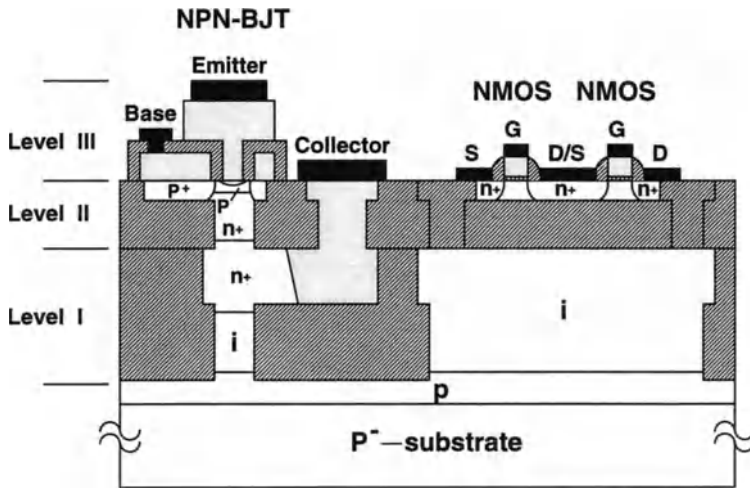 NPN-BJT
Emitter
NMOS NMOS
Base
G G
Level III
Collector
S D/S D
P+
P
n+ n+ n+
Level II
n+
n+
Level I
i
i
p
P⁻—substrate